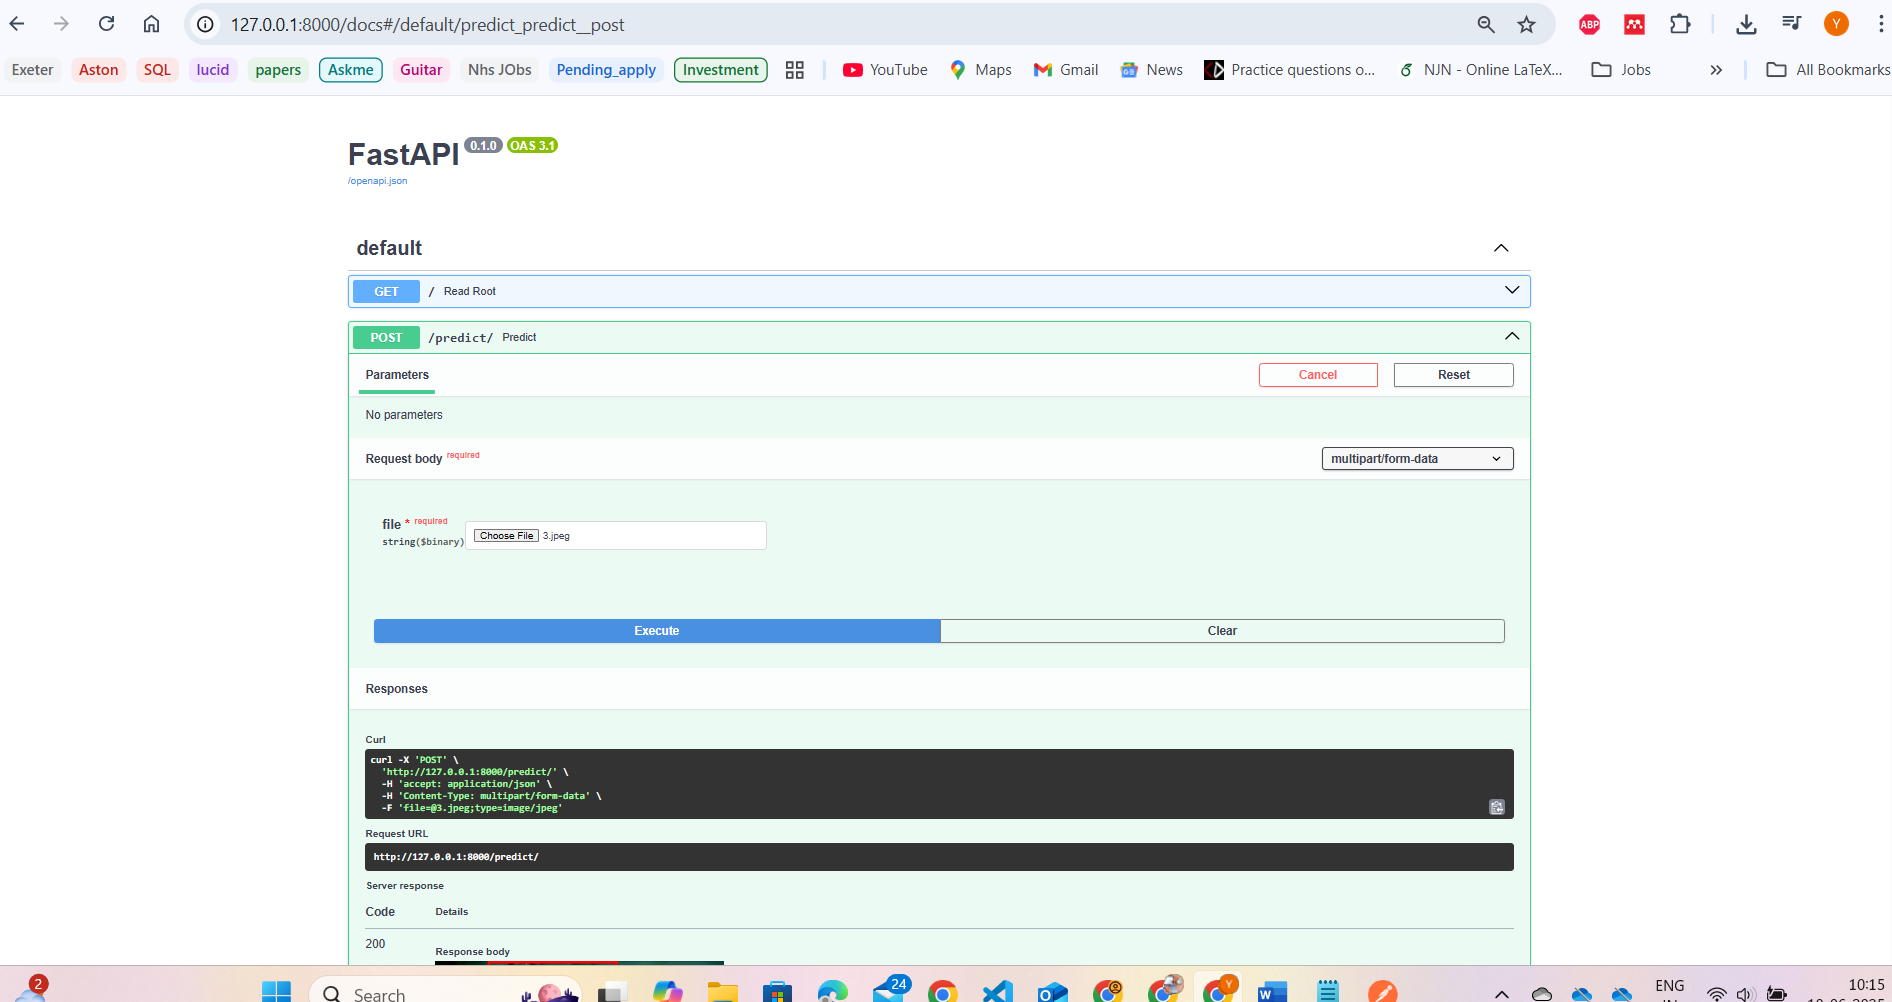 127.0.0.1:8000/docs#/default/predict_predict__post
ABP
Y
Exeter Aston SQL lucid papers Askme Guitar Nhs JObs Pending_apply Investment YouTube Maps Gmail News Practice questions o... NJN - Online LaTeX... Jobs » All Bookmarks
FastAPI 0.1.0 OAS 3.1
/openapi.json
default
GET / Read Root
POST /predict/ Predict
Parameters Cancel Reset
No parameters
Request body required multipart/form-data
file * required
string($binary) Choose File 3.jpeg
Execute Clear
Responses
Curl
curl -X 'POST' \
'http://127.0.0.1:8000/predict/' \
-H 'accept: application/json' \
-H 'Content-Type: multipart/form-data' \
-F 'file=@3.jpeg;type=image/jpeg'
Request URL
http://127.0.0.1:8000/predict/
Server response
Code Details
200
Response body
2
Search
24
Y
ENG
10:15